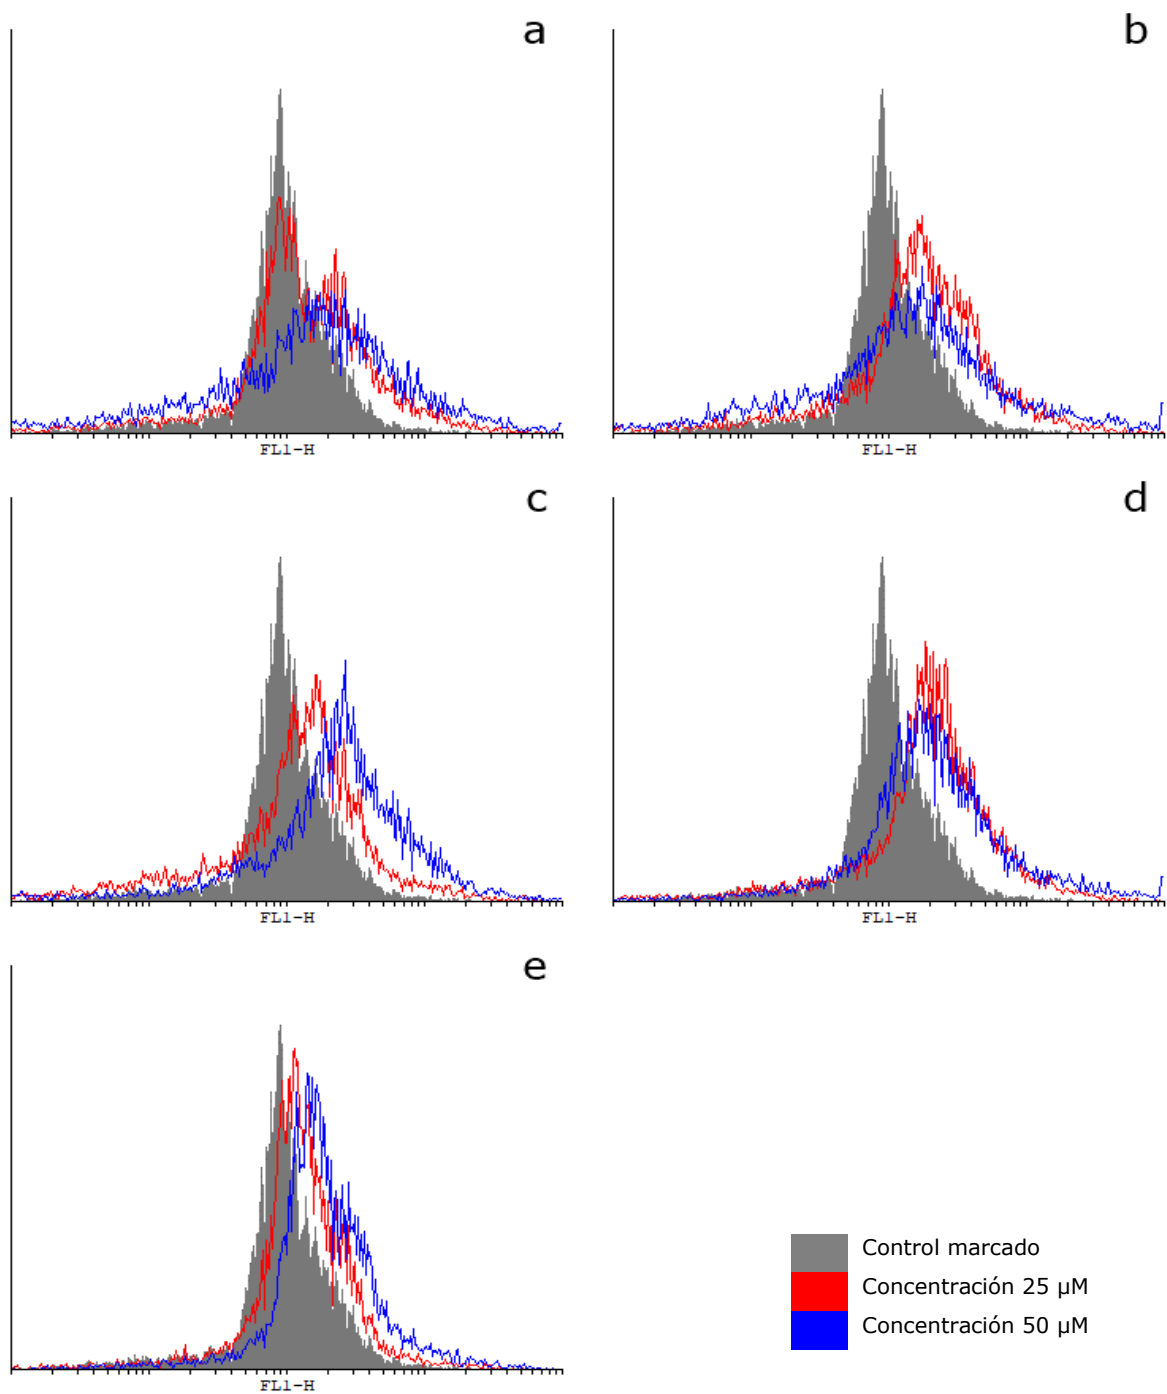 a
b
FL1-H
FL1-H
c
d
FL1-H
FL1-H
e
Control marcado
Concentración 25 µM
Concentración 50 µM
FL1-H